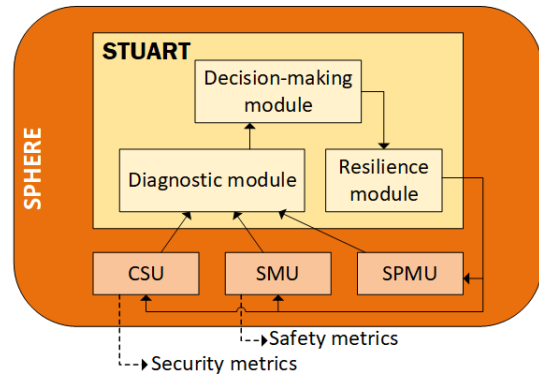 SPHERE
STUART
Decision-making
module
Diagnostic module
Resilience
module
CSU
SMU
SPMU
Safety metrics
Security metrics